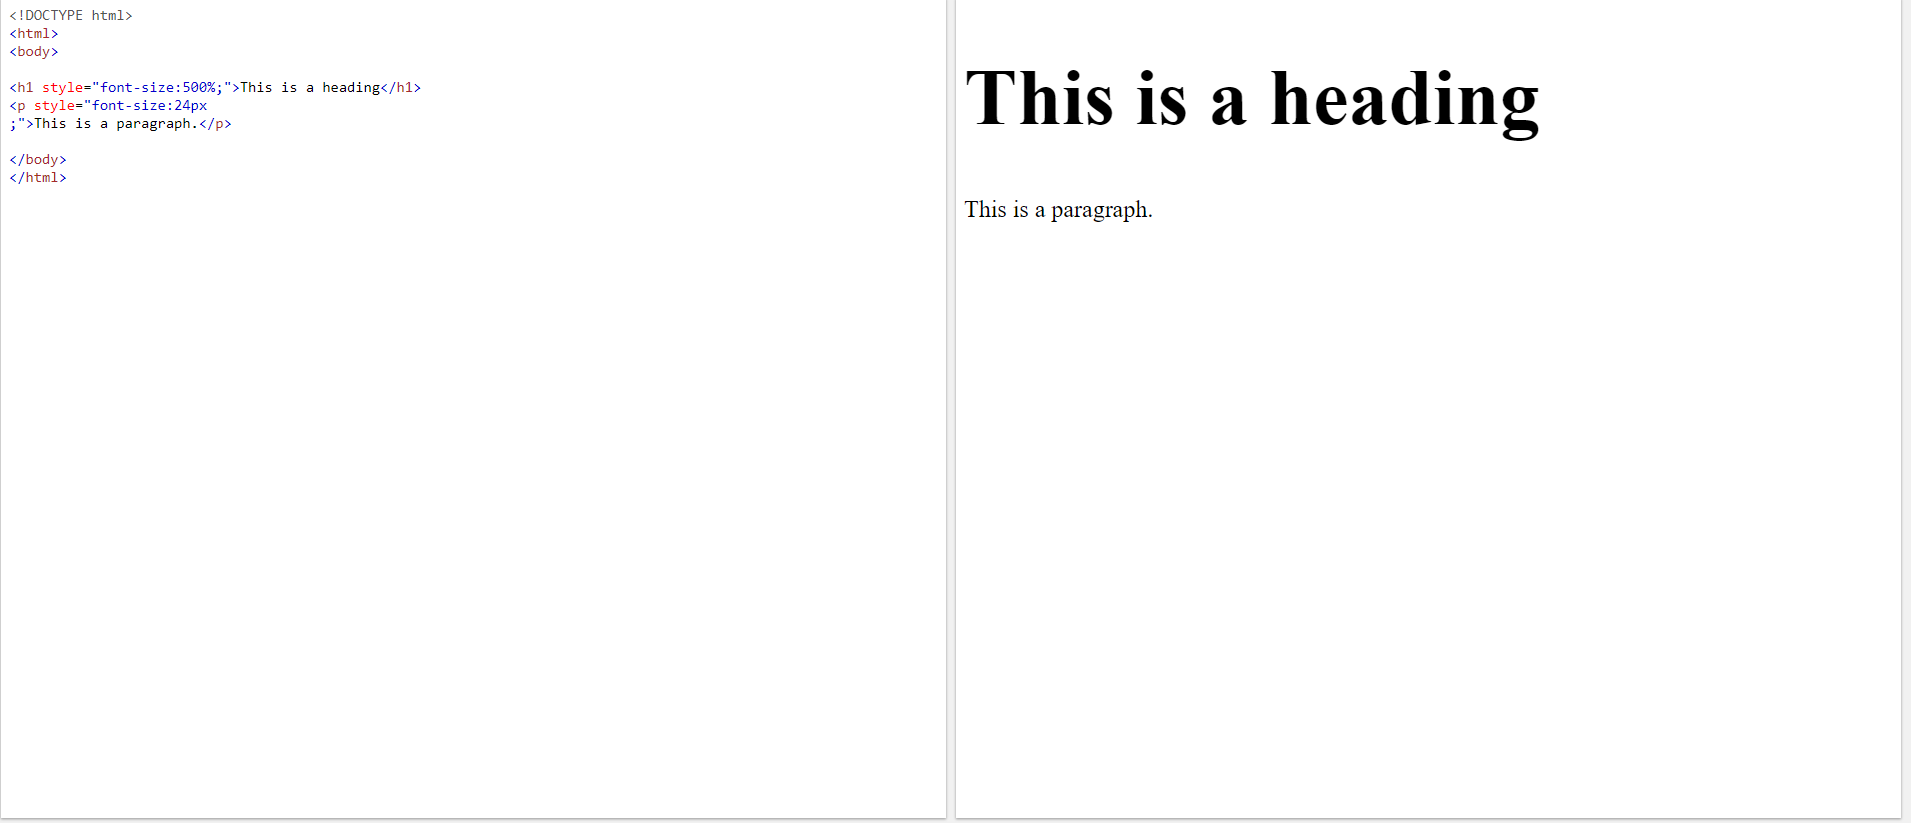 <!DOCTYPE html>
<html>
<body>
<h1 style="font-size:500%;">This is a heading</h1>
<p style="font-size:24px
;">This is a paragraph.</p>
</body>
</html>
This is a heading
This is a paragraph.